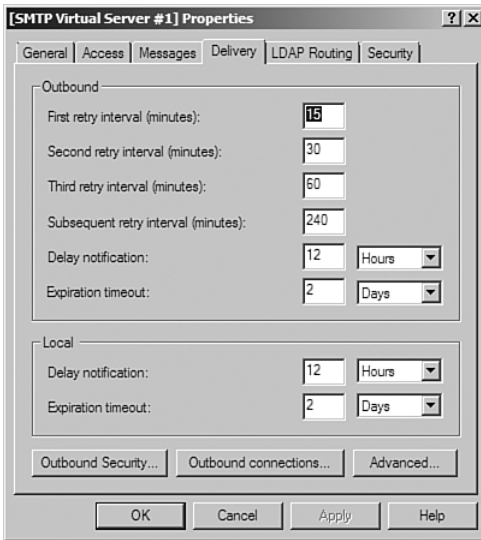 [SMTP Virtual Server #1] Properties ? X
General Access Messages Delivery LDAP Routing Security
Outbound
First retry interval (minutes): 15
Second retry interval (minutes): 30
Third retry interval (minutes): 60
Subsequent retry interval (minutes): 240
Delay notification: 12 Hours
Expiration timeout: 2 Days
Local
Delay notification: 12 Hours
Expiration timeout: 2 Days
Outbound Security... Outbound connections... Advanced...
OK Cancel Apply Help